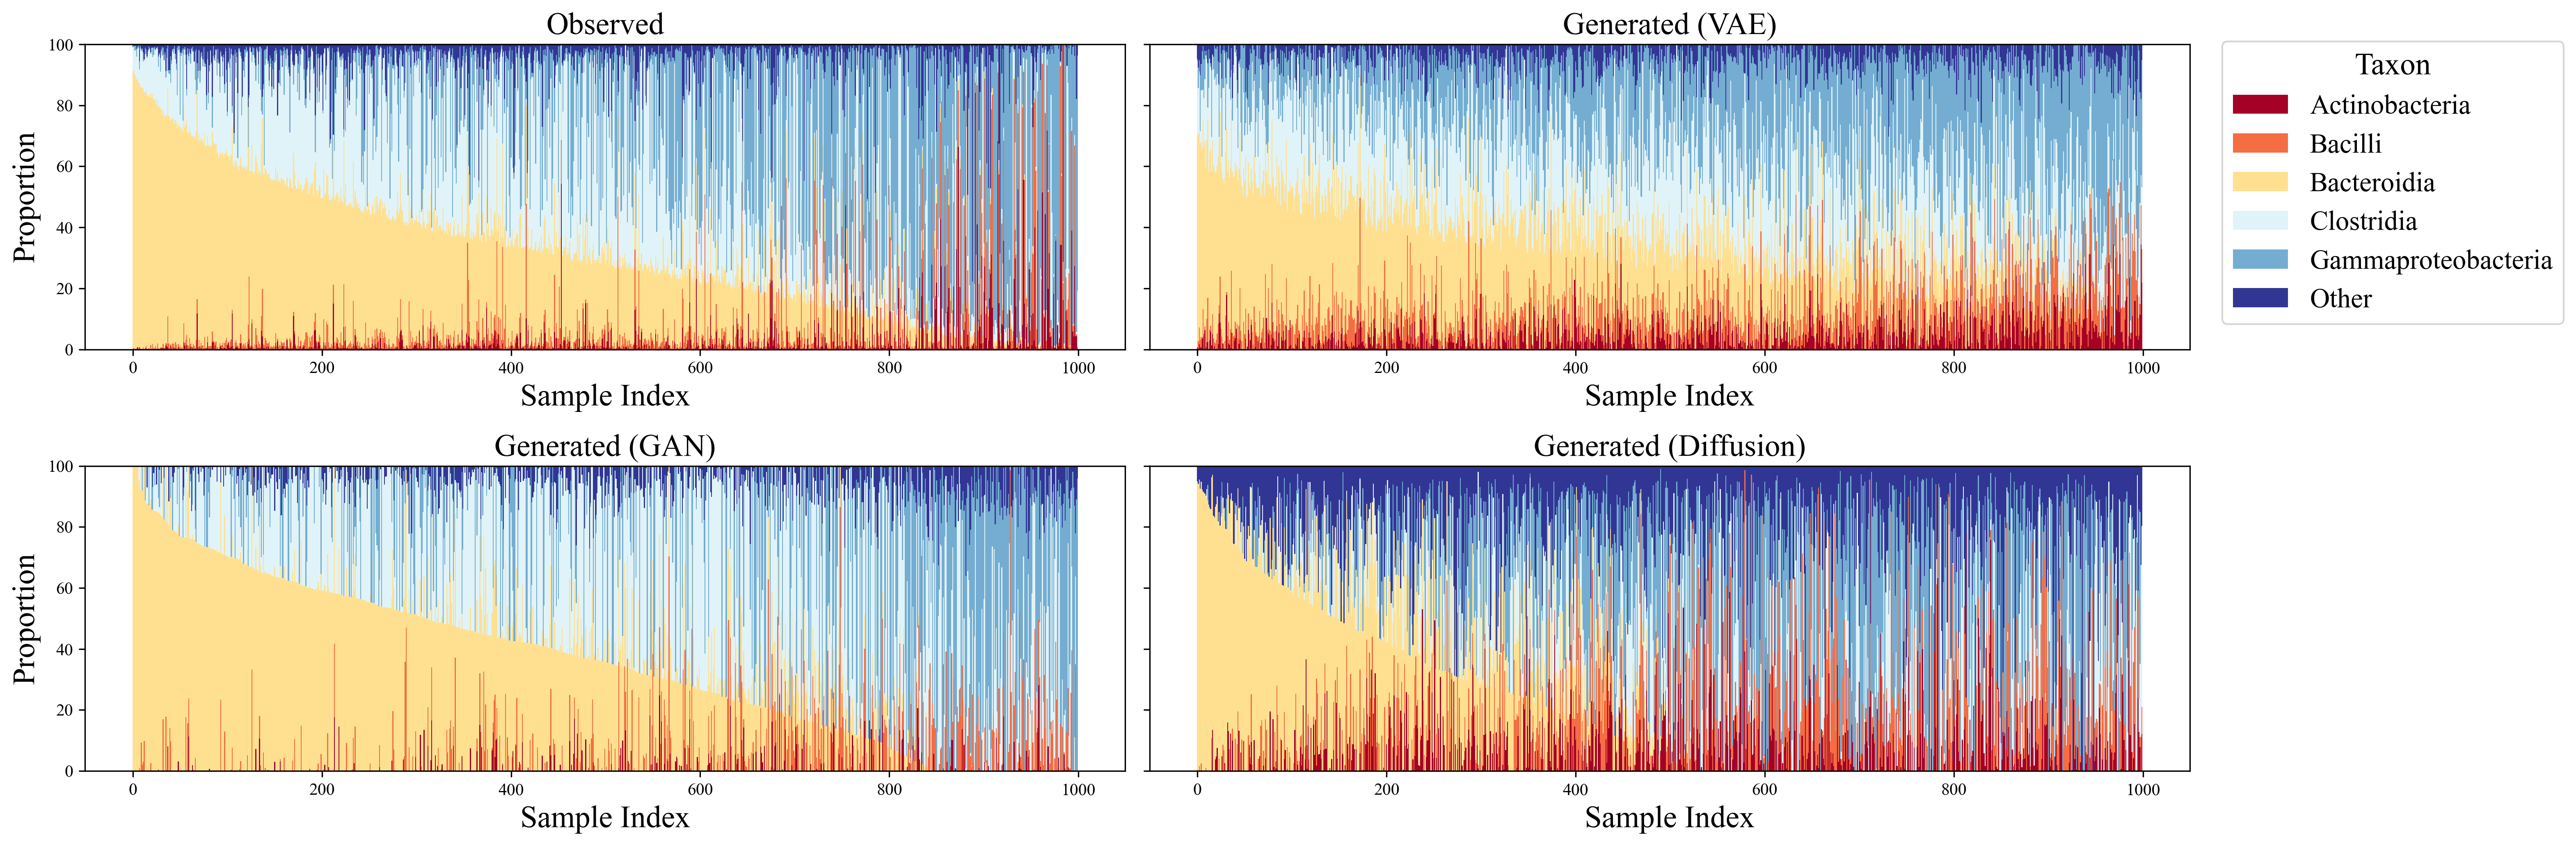 Observed
Generated (VAE)
100
80
60
40
20
0
Proportion
0 200 400 600 800 1000
Sample Index
0 200 400 600 800 1000
Sample Index
Taxon
Actinobacteria
Bacilli
Bacteroidia
Clostridia
Gammaproteobacteria
Other
Generated (GAN)
Generated (Diffusion)
100
80
60
40
20
0
Proportion
0 200 400 600 800 1000
Sample Index
0 200 400 600 800 1000
Sample Index